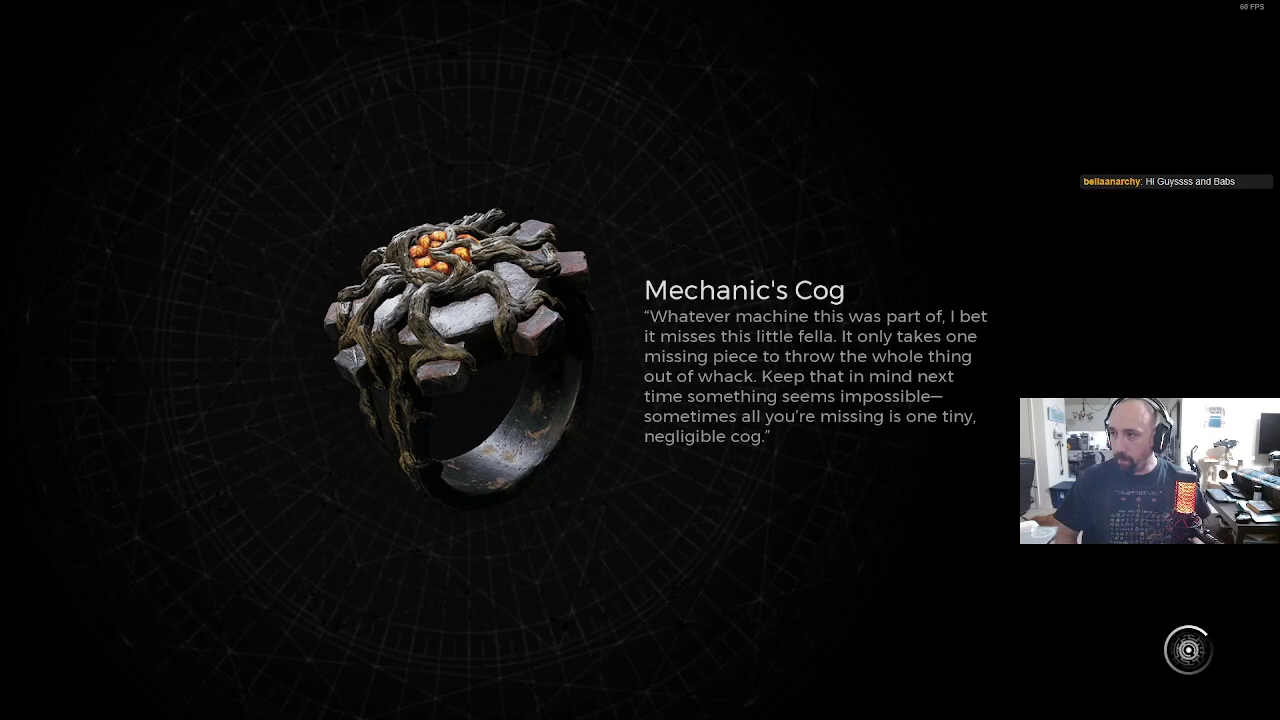 60 FPS
bellaanarchy: Hi Guyssss and Babs
Mechanic's Cog
“Whatever machine this was part of, I bet
it misses this little fella. It only takes one
missing piece to throw the whole thing
out of whack. Keep that in mind next
time something seems impossible—
sometimes all you’re missing is one tiny,
negligible cog.”